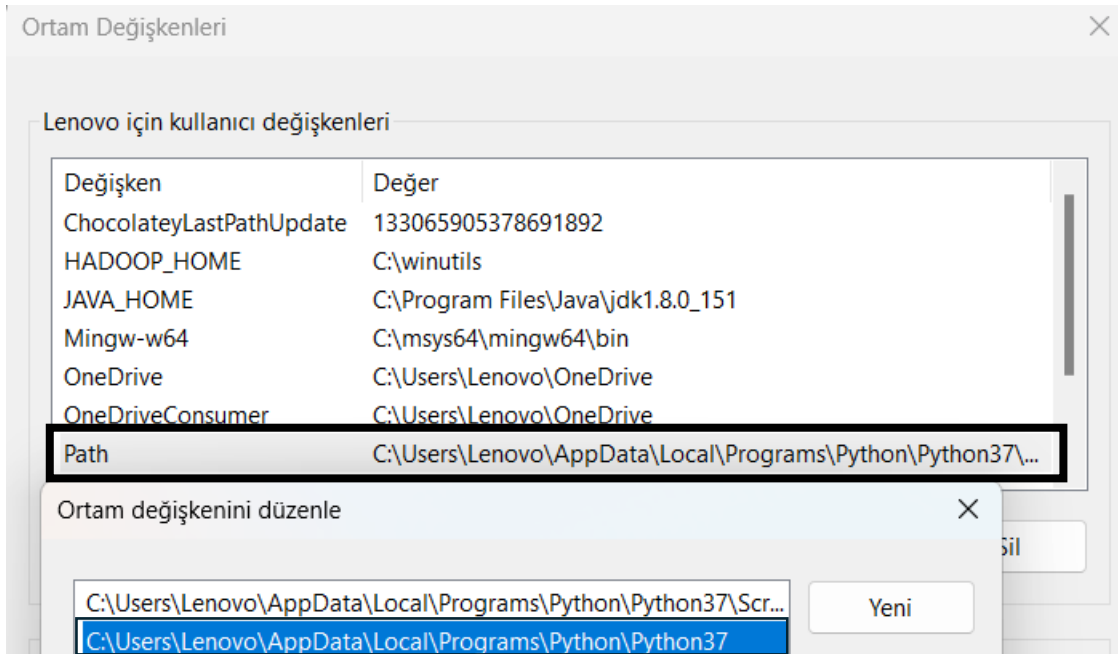 Ortam Değişkenleri
Lenovo için kullanıcı değişkenleri
Değişken Değer
ChocolateyLastPathUpdate 133065905378691892
HADOOP_HOME C:\winutils
JAVA_HOME C:\Program Files\Java\jdk1.8.0_151
Mingw-w64 C:\msys64\mingw64\bin
OneDrive C:\Users\Lenovo\OneDrive
OneDriveConsumer C:\Users\Lenovo\OneDrive
Path C:\Users\Lenovo\AppData\Local\Programs\Python\Python37\...
Ortam değişkenini düzenle
Sil
C:\Users\Lenovo\AppData\Local\Programs\Python\Python37\Scr... Yeni
C:\Users\Lenovo\AppData\Local\Programs\Python\Python37